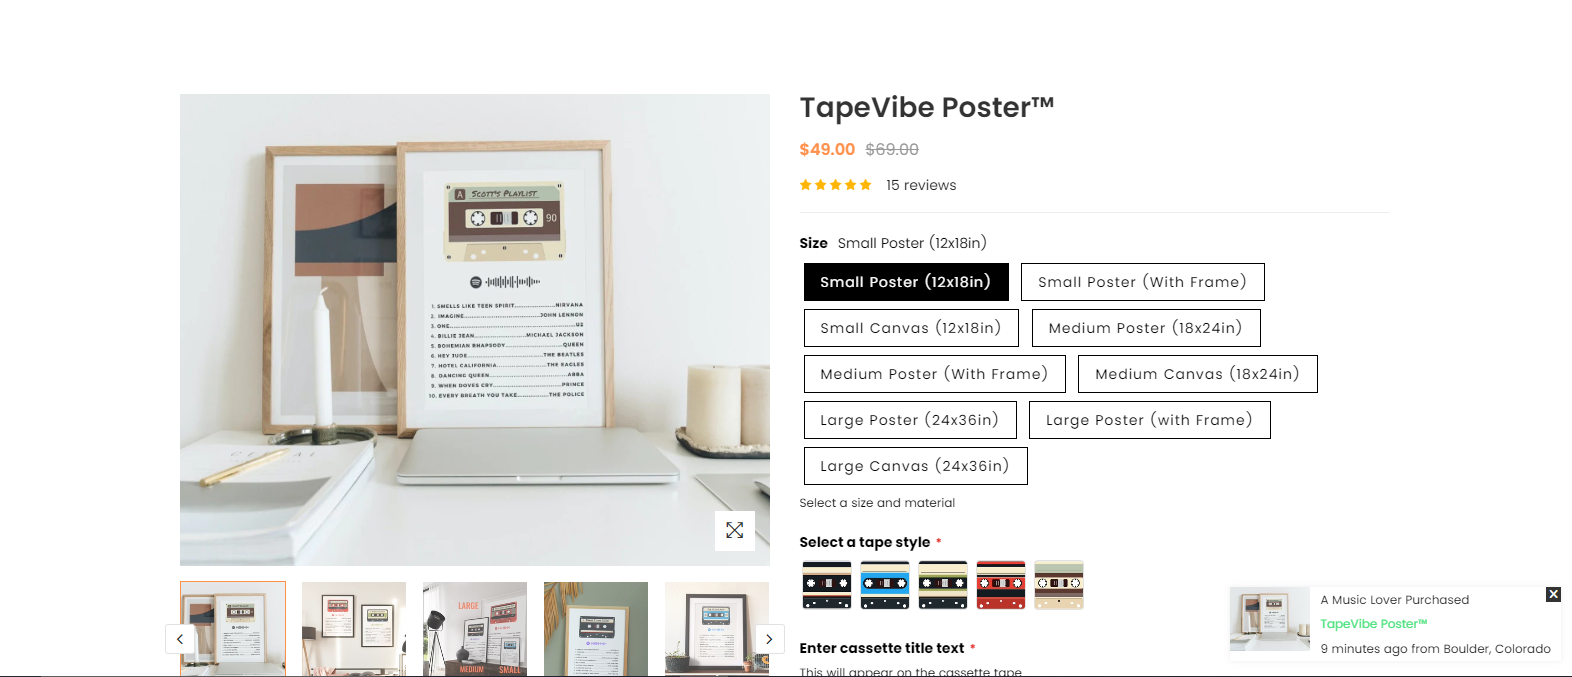 TapeVibe Poster™
$49.00 $69.00
15 reviews
Size Small Poster (12x18in)
Small Poster (12x18in)
Small Poster (With Frame)
Small Canvas (12x18in)
Medium Poster (18x24in)
Medium Poster (With Frame)
Medium Canvas (18x24in)
Large Poster (24x36in)
Large Poster (with Frame)
Large Canvas (24x36in)
Select a size and material
Select a tape style *
Enter cassette title text *
This will appear on the cassette tape
A SCOTT'S PLAYLIST
90
1. SMELLS LIKE TEEN SPIRIT....................NIRVANA
2. IMAGINE....................JOHN LENNON
3. ONE....................U2
4. BILLIE JEAN....................MICHAEL JACKSON
5. BOHEMIAN RHAPSODY....................QUEEN
6. HEY JUDE....................THE BEATLES
7. HOTEL CALIFORNIA....................THE EAGLES
8. DANCING QUEEN....................ABBA
9. WHEN DOVES CRY....................PRINCE
10. EVERY BREATH YOU TAKE....................THE POLICE
LARGE
MEDIUM
SMALL
A Music Lover Purchased
TapeVibe Poster™
9 minutes ago from Boulder, Colorado